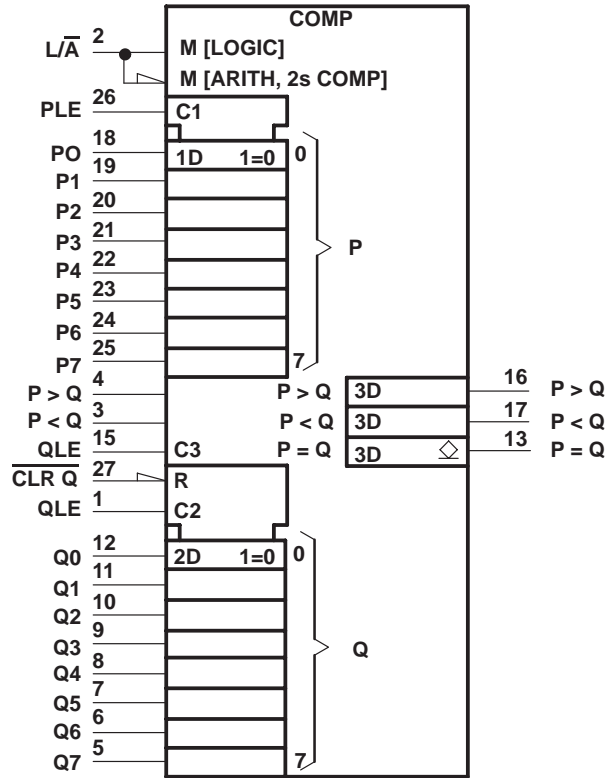 COMP
L/A̅ 2 M [LOGIC]
M [ARITH, 2s COMP]
PLE 26 C1
PO 18 1D 1=0 0
P1 19
P2 20
P3 21
P4 22 P
P5 23
P6 24
P7 25 7
P > Q 4 P > Q 3D 16 P > Q
P < Q 3 P < Q 3D 17 P < Q
QLE 15 C3 P = Q 3D 13 P = Q
C̅L̅R̅ ̅Q̅ 27 R
QLE 1 C2
Q0 12 2D 1=0 0
Q1 11
Q2 10
Q3 9 Q
Q4 8
Q5 7
Q6 6
Q7 5 7